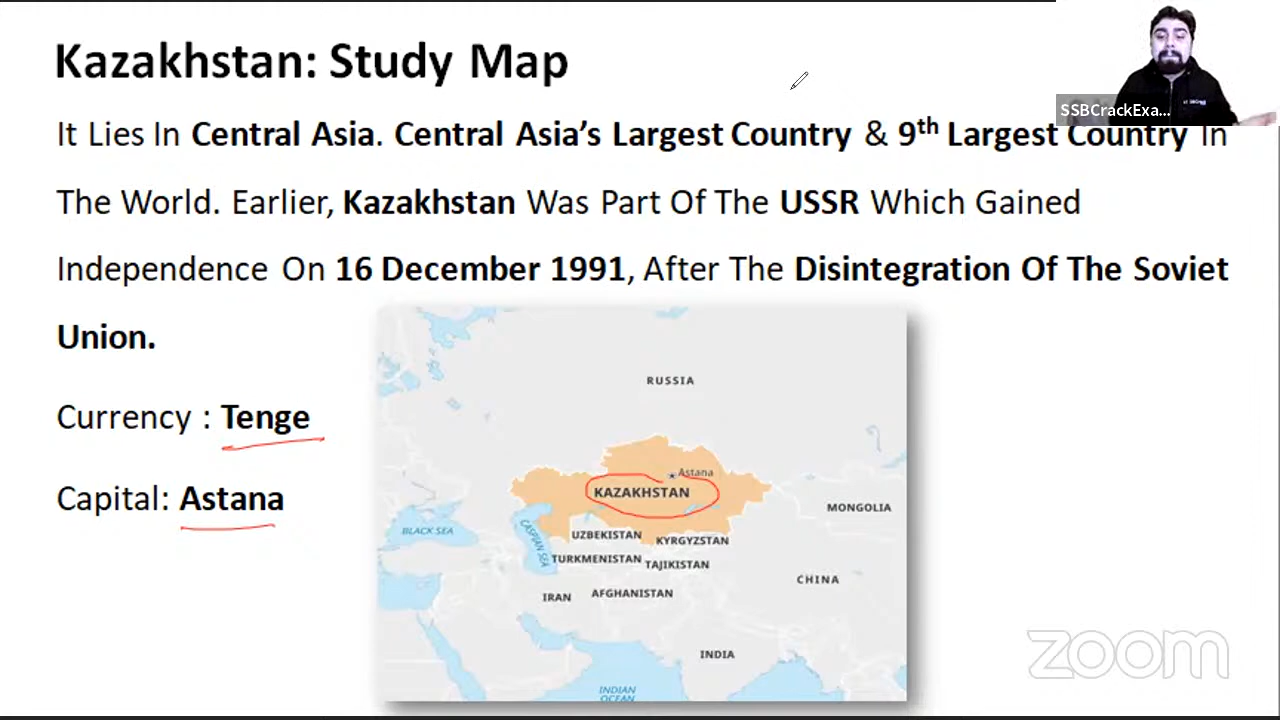 Kazakhstan: Study Map
SSBCrackExa...
It Lies In Central Asia. Central Asia's Largest Country & 9th Largest Country In
The World. Earlier, Kazakhstan Was Part Of The USSR Which Gained
Independence On 16 December 1991, After The Disintegration Of The Soviet
Union.
Currency : Tenge
Capital: Astana
RUSSIA
Astana
KAZAKHSTAN
MONGOLIA
BLACK SEA
CASPIAN SEA
UZBEKISTAN
KYRGYZSTAN
TURKMENISTAN
TAJIKISTAN
CHINA
IRAN
AFGHANISTAN
INDIA
INDIAN
OCEAN
zoom